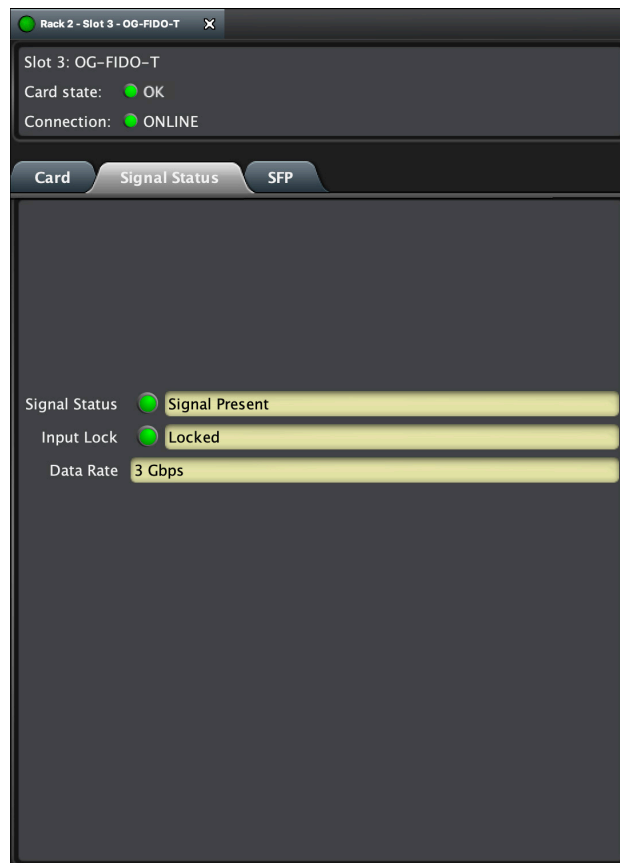 Rack 2 - Slot 3 - OG-FIDO-T X
Slot 3: OG-FIDO-T
Card state: OK
Connection: ONLINE
Card Signal Status SFP
Signal Status Signal Present
Input Lock Locked
Data Rate 3 Gbps